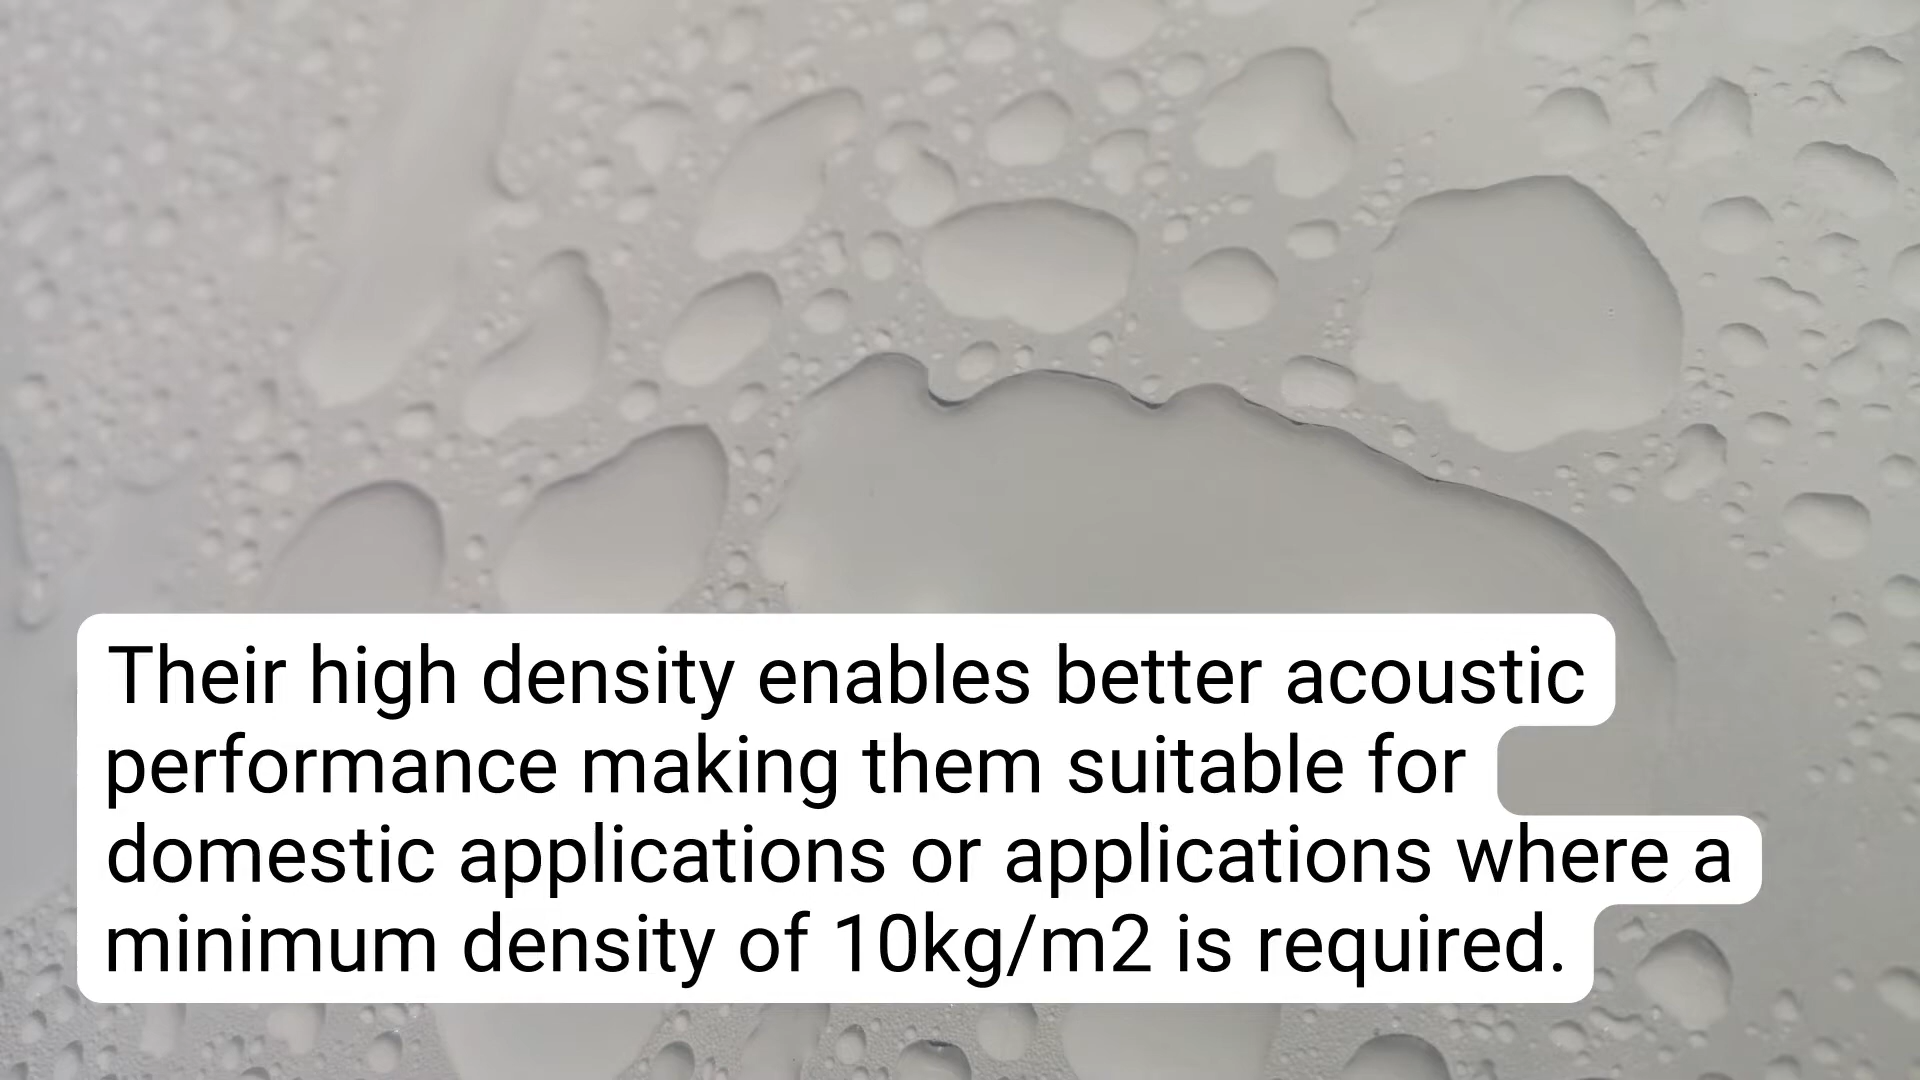 Their high density enables better acoustic
performance making them suitable for
domestic applications or applications where a
minimum density of 10kg/m2 is required.